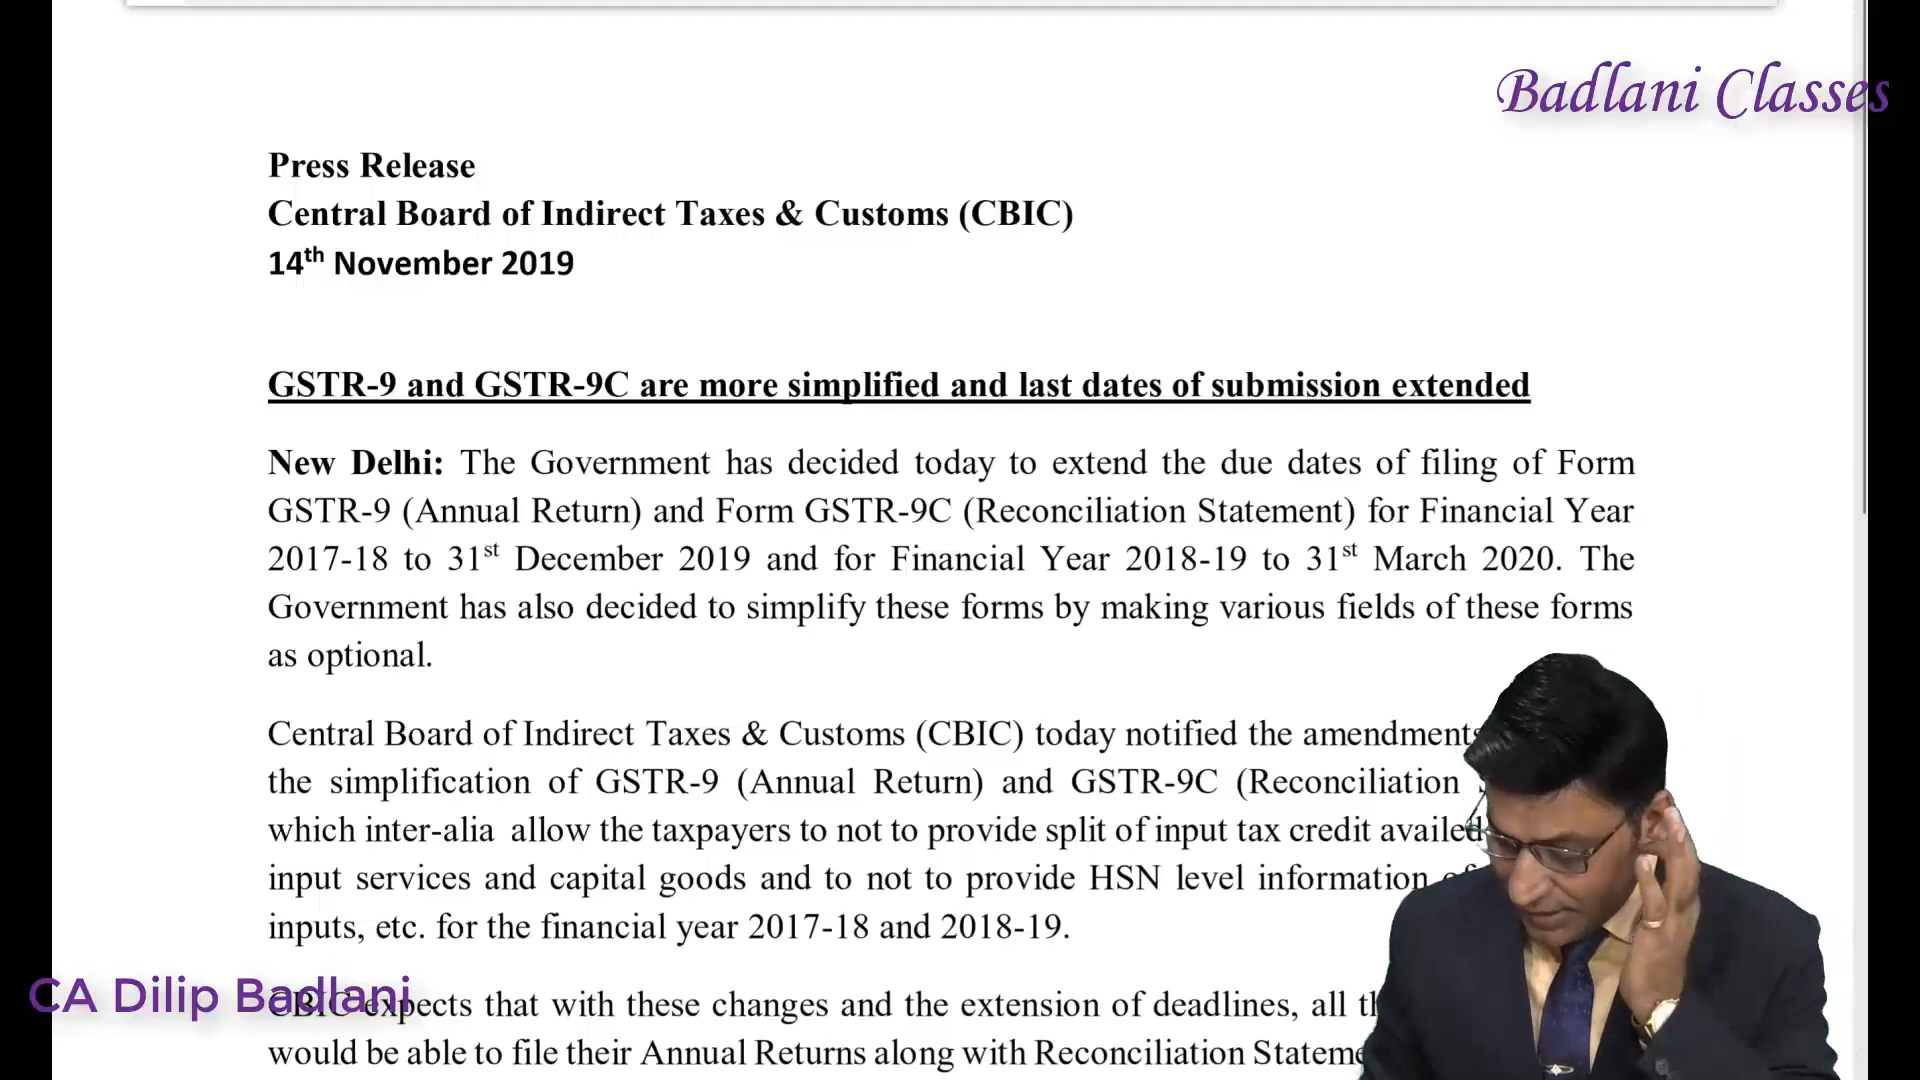 Badlani Classes
Press Release
Central Board of Indirect Taxes & Customs (CBIC)
14th November 2019
GSTR-9 and GSTR-9C are more simplified and last dates of submission extended
New Delhi: The Government has decided today to extend the due dates of filing of Form
GSTR-9 (Annual Return) and Form GSTR-9C (Reconciliation Statement) for Financial Year
2017-18 to 31st December 2019 and for Financial Year 2018-19 to 31st March 2020. The
Government has also decided to simplify these forms by making various fields of these forms
as optional.
Central Board of Indirect Taxes & Customs (CBIC) today notified the amendments
the simplification of GSTR-9 (Annual Return) and GSTR-9C (Reconciliation
which inter-alia allow the taxpayers to not to provide split of input tax credit availed
input services and capital goods and to not to provide HSN level information of
inputs, etc. for the financial year 2017-18 and 2018-19.
CA Dilip Badlani
CBIC expects that with these changes and the extension of deadlines, all
would be able to file their Annual Returns along with Reconciliation